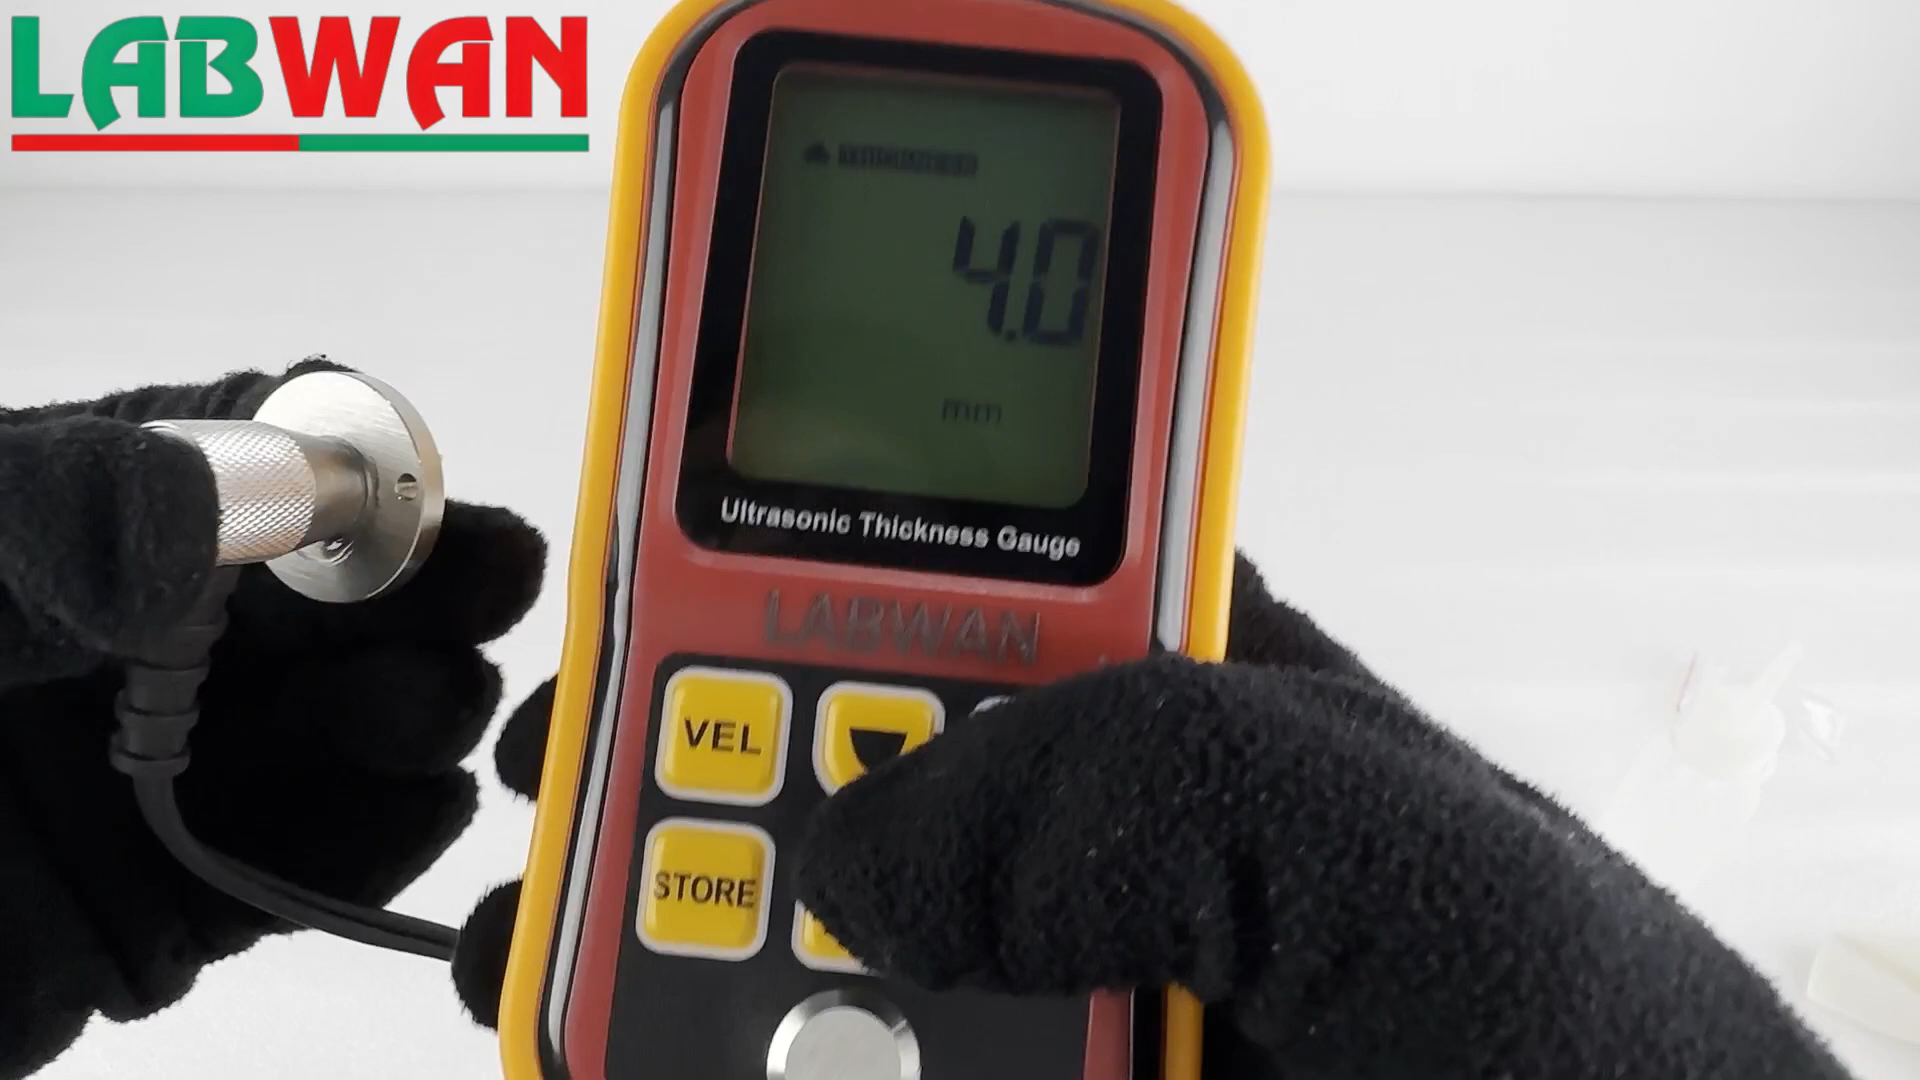 LABWAN
4.0
mm
Ultrasonic Thickness Gauge
LABWAN
VEL
STORE